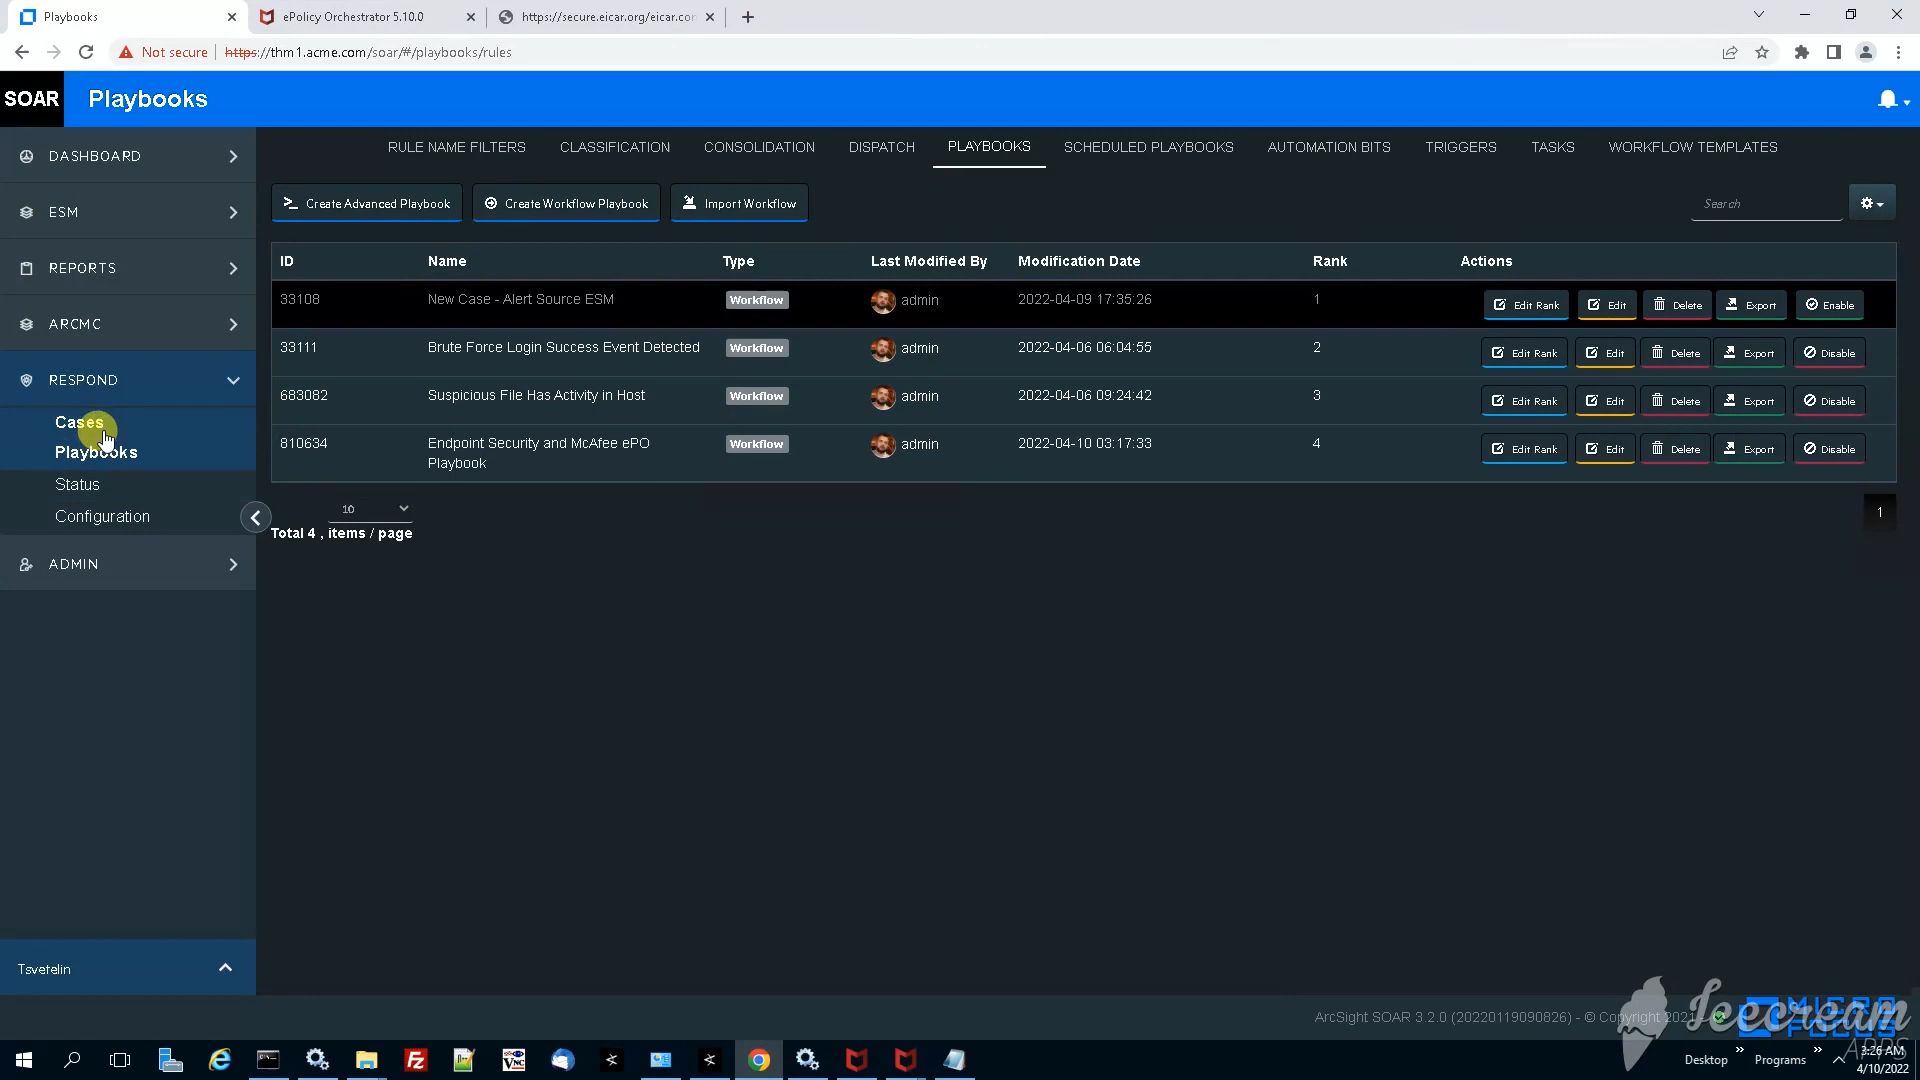 Playbooks
ePolicy Orchestrator 5.10.0
https://secure.eicar.org/eicar.con
Not secure
https://thm1.acme.com/soar/#/playbooks/rules
SOAR
Playbooks
DASHBOARD
ESM
REPORTS
ARCMC
RESPOND
Cases
Playbooks
Status
Configuration
ADMIN
Tsvetelin
RULE NAME FILTERS
CLASSIFICATION
CONSOLIDATION
DISPATCH
PLAYBOOKS
SCHEDULED PLAYBOOKS
AUTOMATION BITS
TRIGGERS
TASKS
WORKFLOW TEMPLATES
Create Advanced Playbook
Create Workflow Playbook
Import Workflow
Search
ID Name Type Last Modified By Modification Date Rank Actions
33108 New Case - Alert Source ESM Workflow admin 2022-04-09 17:35:26 1 Edit Rank Edit Delete Export Enable
33111 Brute Force Login Success Event Detected Workflow admin 2022-04-06 06:04:55 2 Edit Rank Edit Delete Export Disable
683082 Suspicious File Has Activity in Host Workflow admin 2022-04-06 09:24:42 3 Edit Rank Edit Delete Export Disable
810634 Endpoint Security and McAfee ePO Workflow admin 2022-04-10 03:17:33 4 Edit Rank Edit Delete Export Disable
Playbook
10
1
Total 4 , items / page
ArcSight SOAR 3.2.0 (20220119090826) - © Copyright 2021 -
MICRO
FOCUS
Icecream
APPS
VNC
Desktop
Programs
3:26 AM
4/10/2022